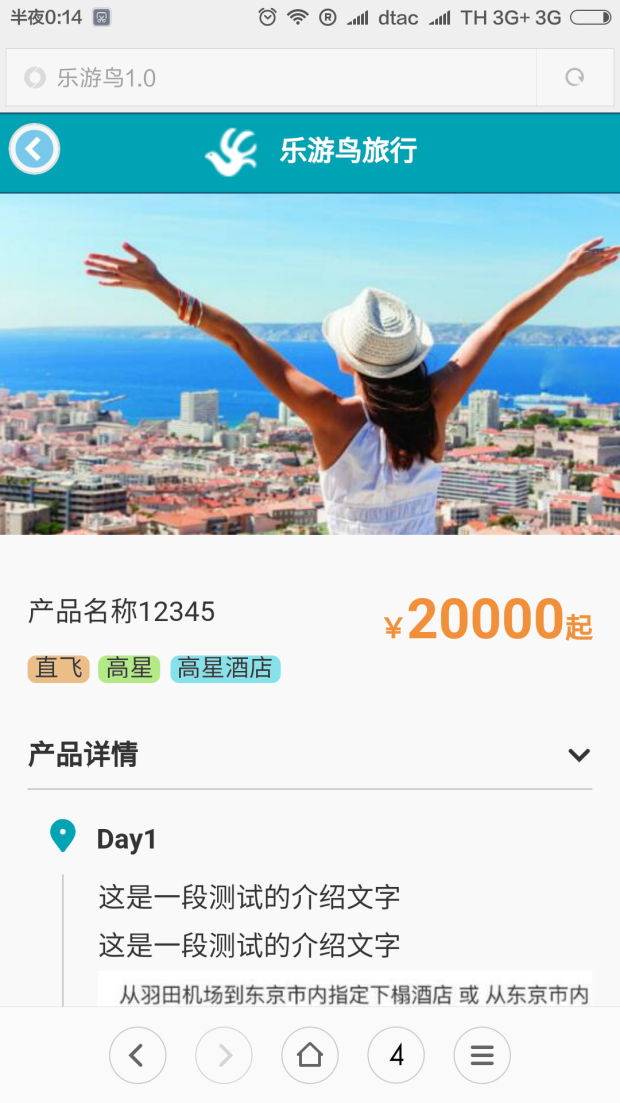 半夜0:14 R dtac TH 3G+ 3G
乐游鸟1.0
乐游鸟旅行
产品名称12345
¥20000起
直飞 高星 高星酒店
产品详情
Day1
这是一段测试的介绍文字
这是一段测试的介绍文字
从羽田机场到东京市内指定下榻酒店 或 从东京市内
4